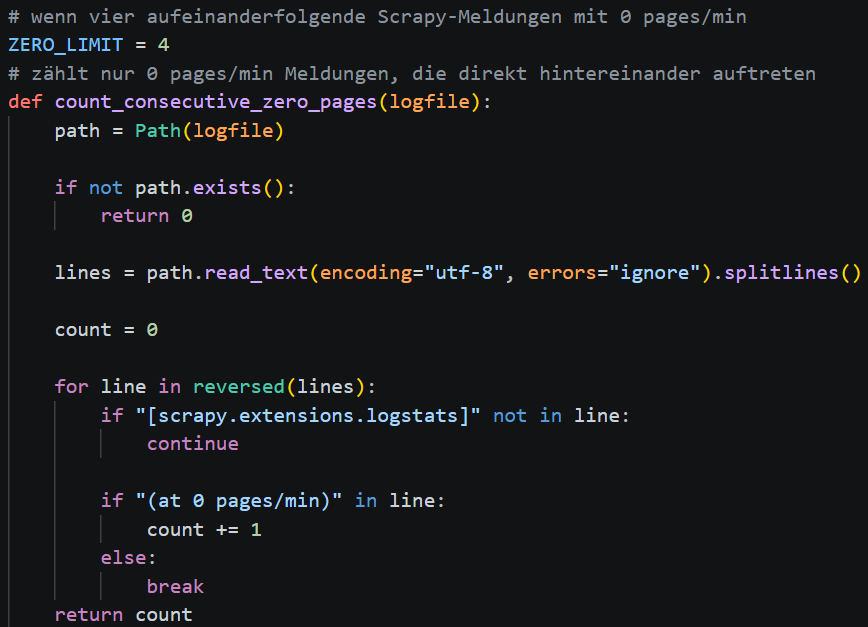 # wenn vier aufeinanderfolgende Scrapy-Meldungen mit 0 pages/min
ZERO_LIMIT = 4
# zählt nur 0 pages/min Meldungen, die direkt hintereinander auftreten
def count_consecutive_zero_pages(logfile):
    path = Path(logfile)

    if not path.exists():
        return 0

    lines = path.read_text(encoding="utf-8", errors="ignore").splitlines()

    count = 0

    for line in reversed(lines):
        if "[scrapy.extensions.logstats]" not in line:
            continue

        if "(at 0 pages/min)" in line:
            count += 1
        else:
            break
    return count